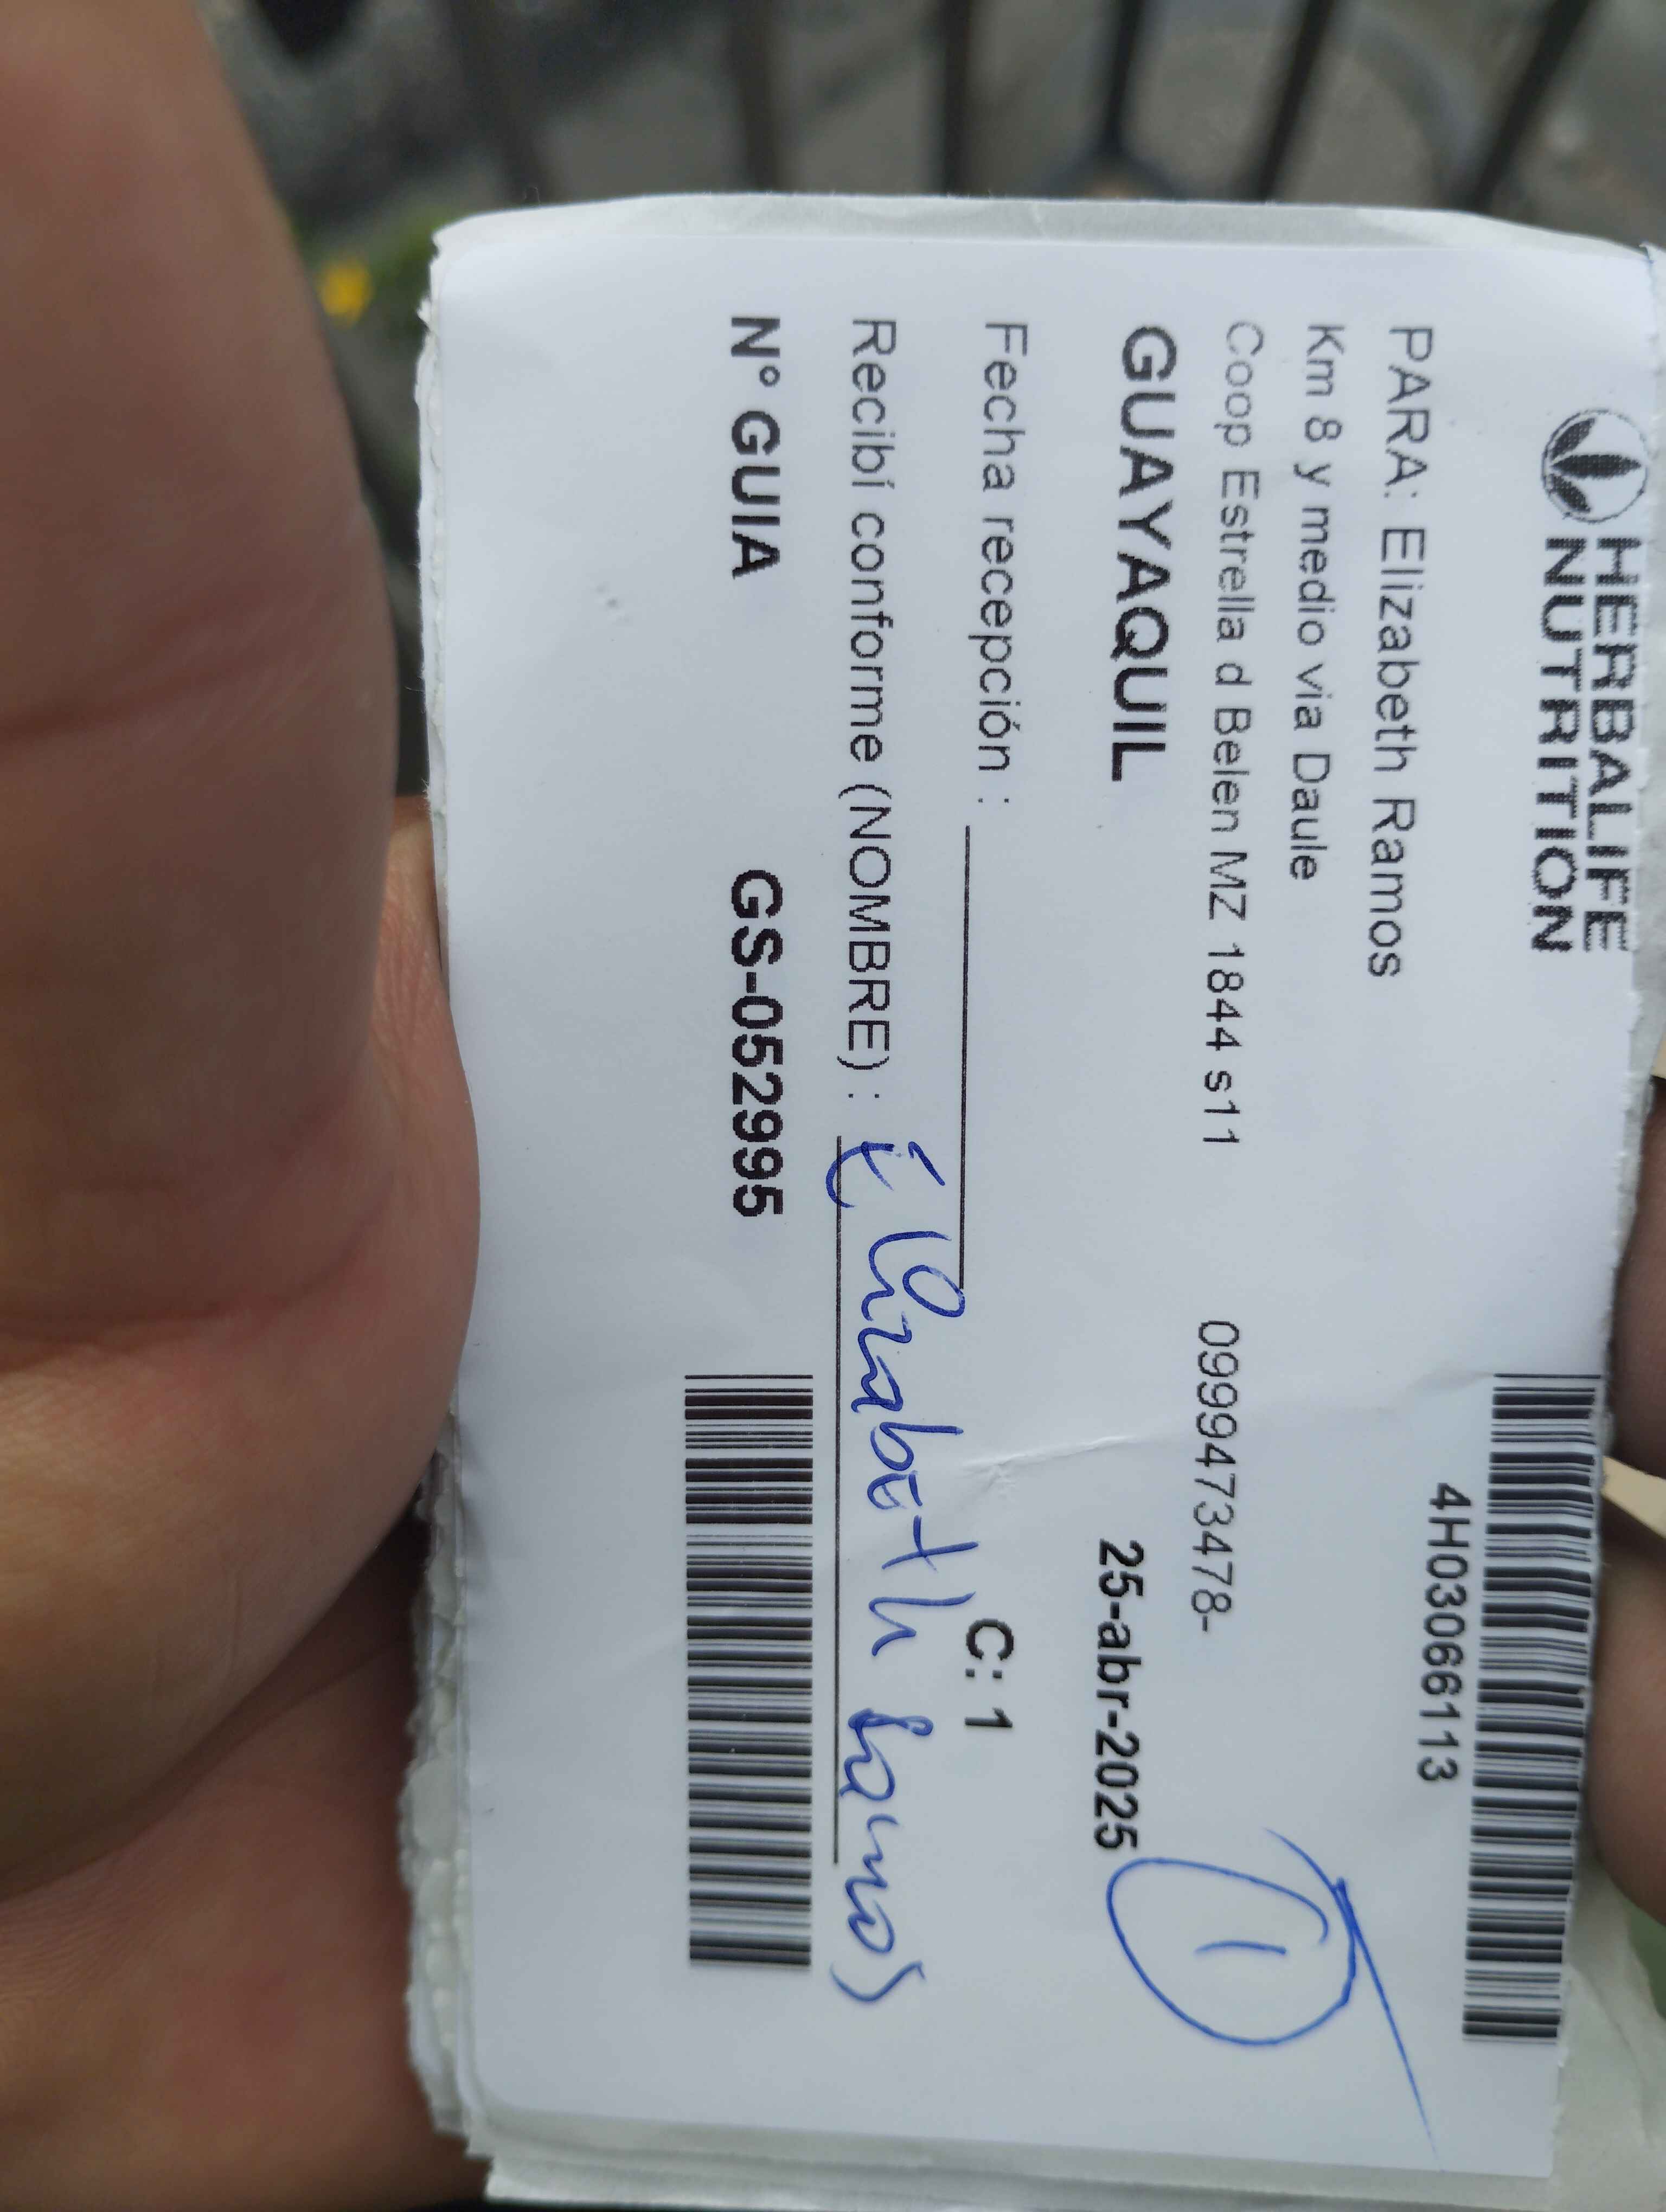 HERBALIFE
NUTRITION
4H03066113
PARA: Elizabeth Ramos
Km 8 y medio via Daule
Coop Estrella d Belen MZ 1844 s11 0999473478-
GUAYAQUIL 25-abr-2025
1
Fecha recepción :
C: 1
Recibí conforme (NOMBRE) : Elizabeth Ramos
N° GUIA GS-052995